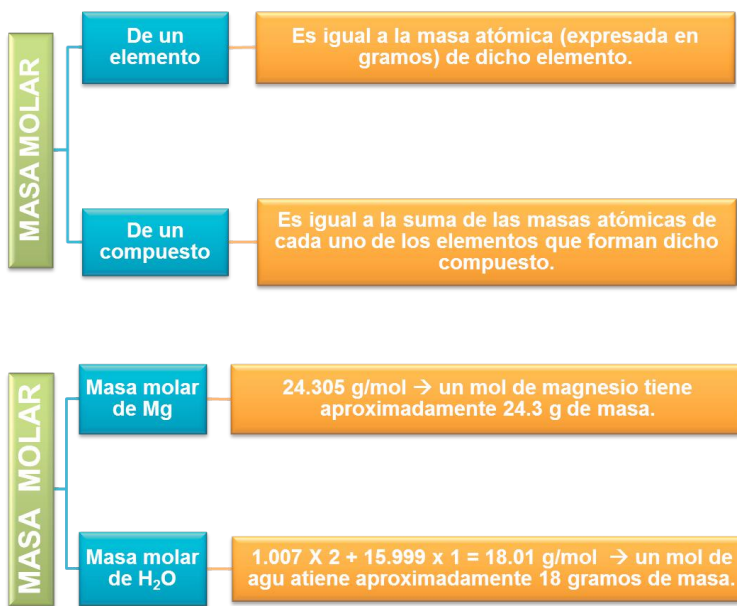 MASA MOLAR
De un
elemento
Es igual a la masa atómica (expresada en
gramos) de dicho elemento.
De un
compuesto
Es igual a la suma de las masas atómicas de
cada uno de los elementos que forman dicho
compuesto.
MASA MOLAR
Masa molar
de Mg
24.305 g/mol → un mol de magnesio tiene
aproximadamente 24.3 g de masa.
Masa molar
de H₂O
1.007 X 2 + 15.999 x 1 = 18.01 g/mol → un mol de
agu atiene aproximadamente 18 gramos de masa.